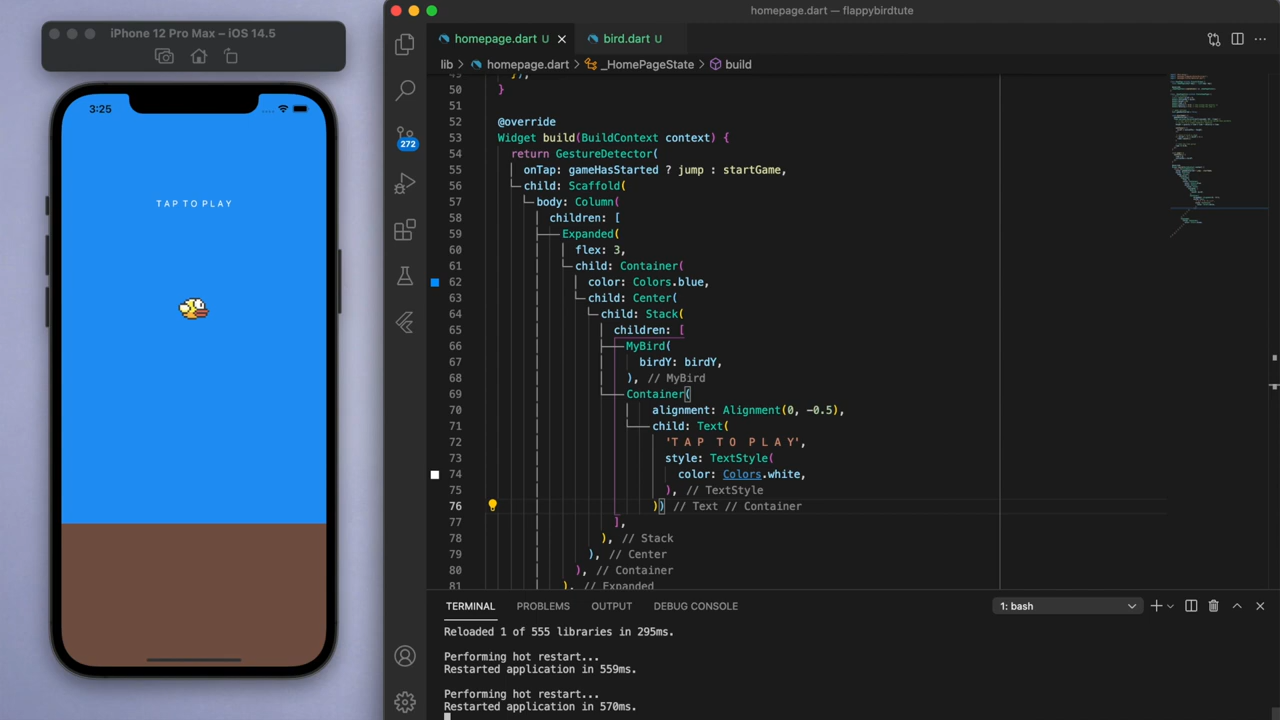 iPhone 12 Pro Max – iOS 14.5
3:25
T A P T O P L A Y
homepage.dart — flappybirdtute
homepage.dart U
bird.dart U
lib > homepage.dart > _HomePageState > build
272
50 }
51
52 @override
53 Widget build(BuildContext context) {
54 return GestureDetector(
55 onTap: gameHasStarted ? jump : startGame,
56 child: Scaffold(
57 body: Column(
58 children: [
59 Expanded(
60 flex: 3,
61 child: Container(
62 color: Colors.blue,
63 child: Center(
64 child: Stack(
65 children: [
66 MyBird(
67 birdY: birdY,
68 ), // MyBird
69 Container(
70 alignment: Alignment(0, -0.5),
71 child: Text(
72 'T A P  T O  P L A Y',
73 style: TextStyle(
74 color: Colors.white,
75 ), // TextStyle
76 )) // Text // Container
77 ],
78 ), // Stack
79 ), // Center
80 ), // Container
81 ), // Expanded
TERMINAL PROBLEMS OUTPUT DEBUG CONSOLE 1: bash
Reloaded 1 of 555 libraries in 295ms.
Performing hot restart...
Restarted application in 559ms.
Performing hot restart...
Restarted application in 570ms.